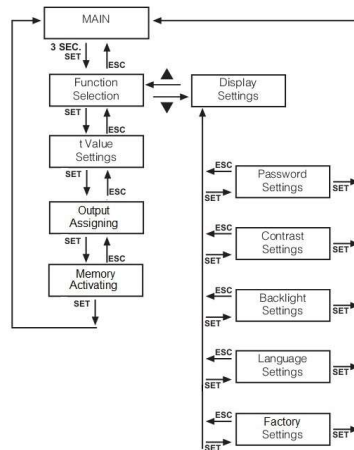 MAIN
3 SEC.
SET
ESC
Function
Selection
Display
Settings
SET
ESC
t Value
Settings
SET
ESC
Output
Assigning
SET
ESC
Memory
Activating
SET
ESC
Password
Settings
SET
SET
ESC
Contrast
Settings
SET
SET
ESC
Backlight
Settings
SET
SET
ESC
Language
Settings
SET
SET
ESC
Factory
Settings
SET
SET